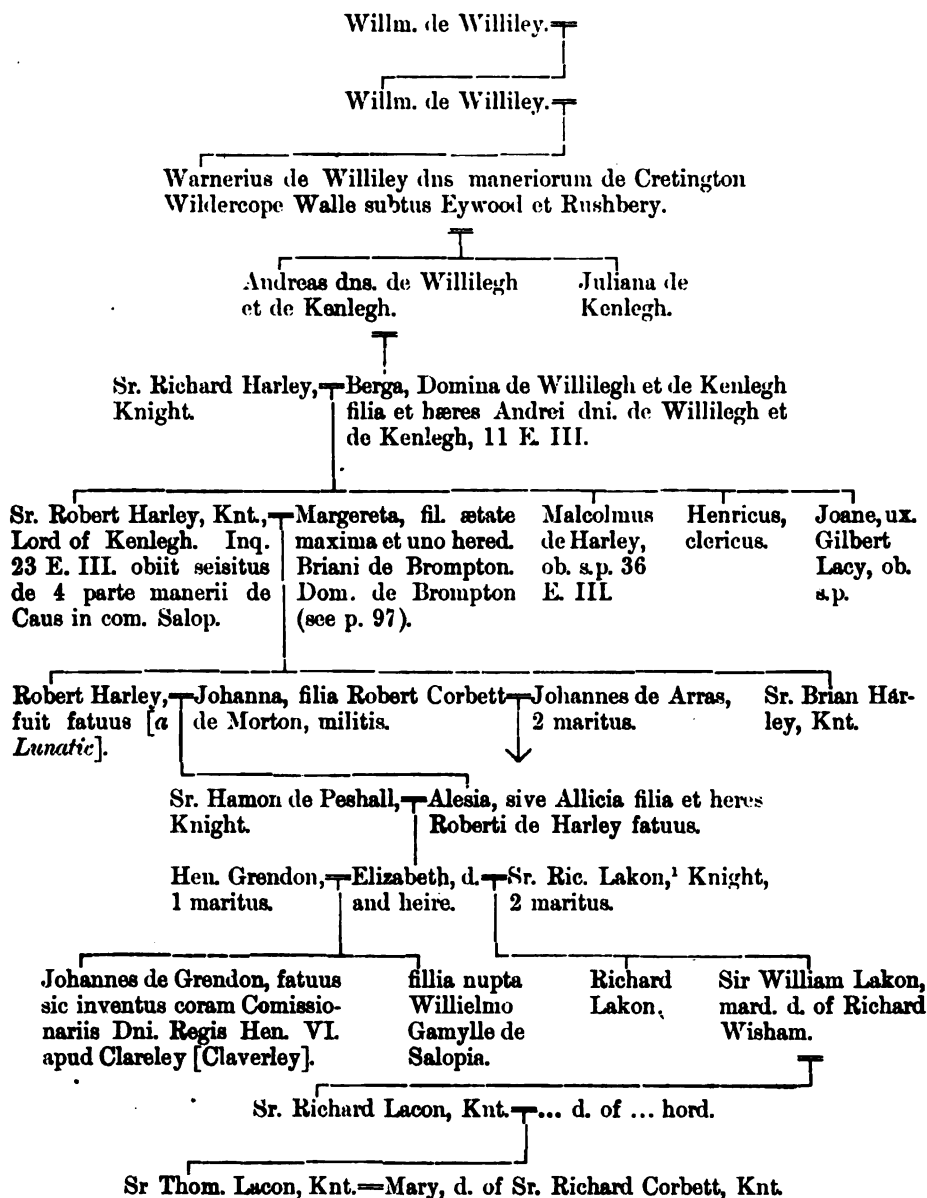 Willm. de Williley.
Willm. de Williley.
Warnerius de Williley dns maneriorum de Cretington
Wildercope Walle subtus Eywood et Rushbery.
Andreas dns. de Willilegh
et de Kenlegh.
Juliana de
Kenlegh.
Sr. Richard Harley,
Knight.
Berga, Domina de Willilegh et de Kenlegh
filia et hæres Andrei dni. de Willilegh et
de Kenlegh, 11 E. III.
Sr. Robert Harley, Knt.,
Lord of Kenlegh. Inq.
23 E. III. obiit seisitus
de 4 parte manerii de
Caus in com. Salop.
Margereta, fil. ætate
maxima et uno hered.
Briani de Brompton.
Dom. de Brompton
(see p. 97).
Malcolmus
de Harley,
ob. s.p. 36
E. III.
Henricus,
clericus.
Joane, ux.
Gilbert
Lacy, ob.
s.p.
Robert Harley,
fuit fatuus [a
Lunatic].
Johanna, filia Robert Corbett
de Morton, militis.
Johannes de Arras,
2 maritus.
Sr. Brian Har-
ley, Knt.
Sr. Hamon de Peshall,
Knight.
Alesia, sive Allicia filia et heres
Roberti de Harley fatuus.
Hen. Grendon,
1 maritus.
Elizabeth, d.
and heire.
Sr. Ric. Lakon,¹ Knight,
2 maritus.
Johannes de Grendon, fatuus
sic inventus coram Comissio-
nariis Dni. Regis Hen. VI.
apud Clareley [Claverley].
fillia nupta
Willielmo
Gamylle de
Salopia.
Richard
Lakon.
Sir William Lakon,
mard. d. of Richard
Wisham.
Sr. Richard Lacon, Knt. ... d. of ... hord.
Sr Thom. Lacon, Knt.=Mary, d. of Sr. Richard Corbett, Knt.